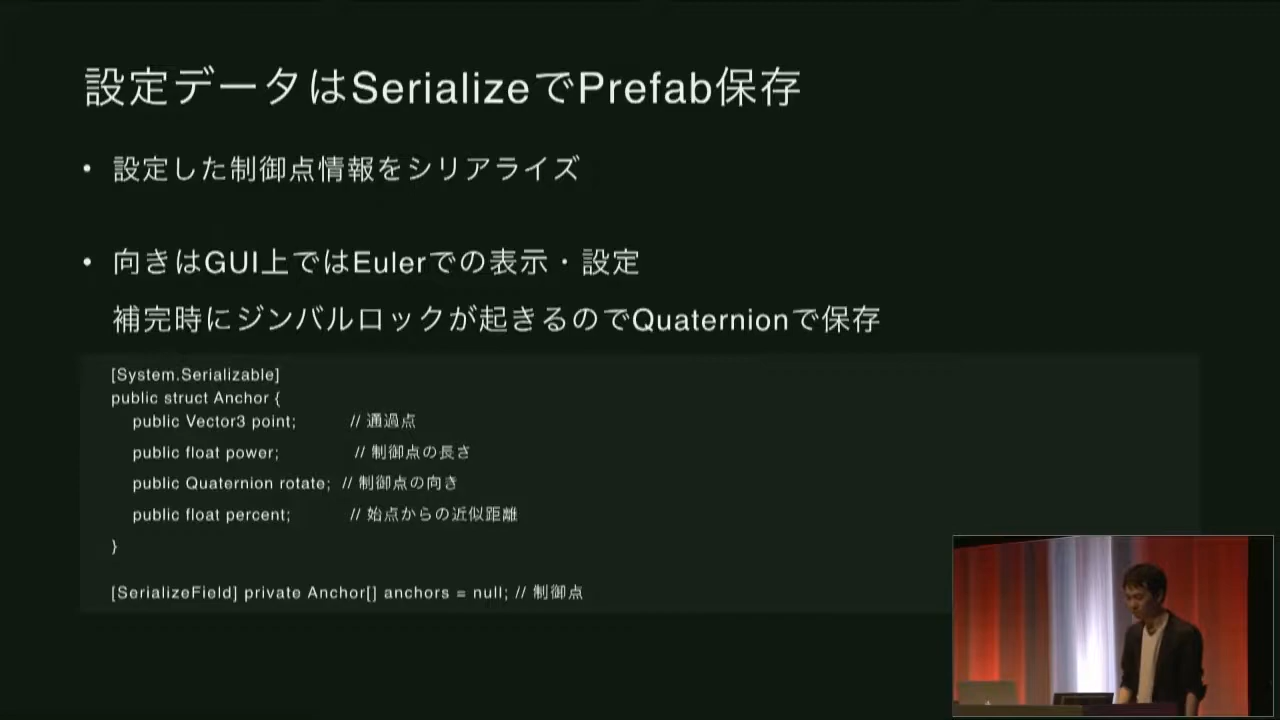 設定データはSerializeでPrefab保存
• 設定した制御点情報をシリアライズ
• 向きはGUI上ではEulerでの表示・設定
補完時にジンバルロックが起きるのでQuaternionで保存
[System.Serializable]
public struct Anchor {
public Vector3 point; // 通過点
public float power; // 制御点の長さ
public Quaternion rotate; // 制御点の向き
public float percent; // 始点からの近似距離
}
[SerializeField] private Anchor[] anchors = null; // 制御点